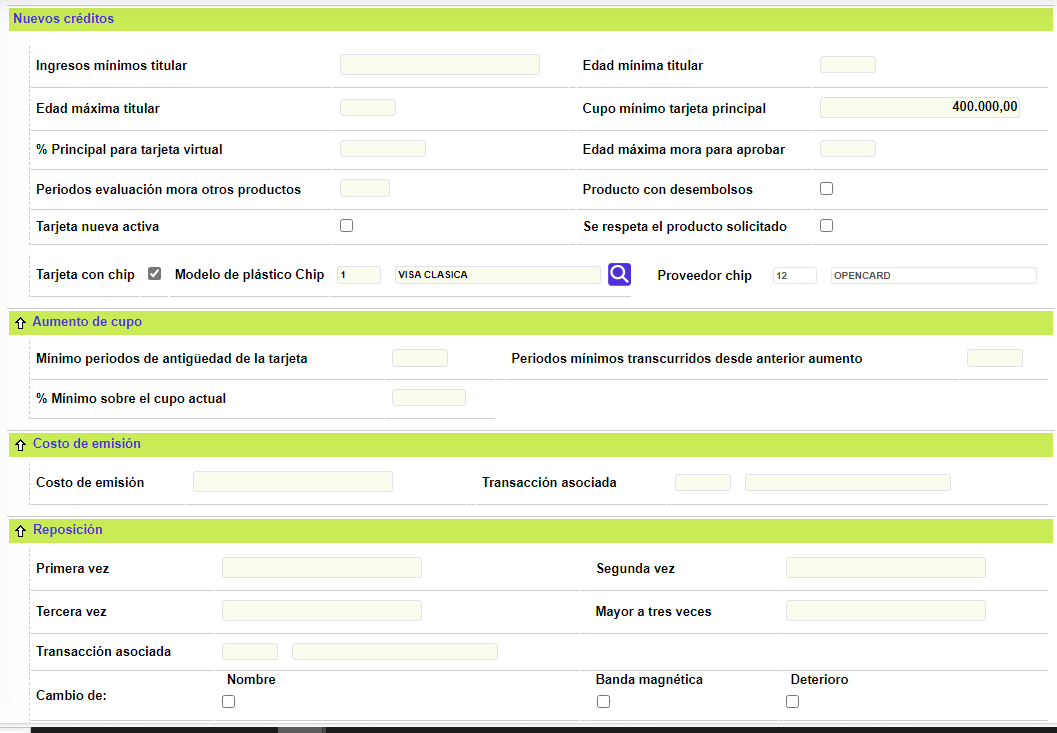 Nuevos créditos
Ingresos mínimos titular Edad mínima titular
Edad máxima titular Cupo mínimo tarjeta principal 400.000,00
% Principal para tarjeta virtual Edad máxima mora para aprobar
Periodos evaluación mora otros productos Producto con desembolsos
Tarjeta nueva activa Se respeta el producto solicitado
Tarjeta con chip Modelo de plástico Chip 1 VISA CLASICA Proveedor chip 12 OPENCARD
Aumento de cupo
Mínimo periodos de antigüedad de la tarjeta Periodos mínimos transcurridos desde anterior aumento
% Mínimo sobre el cupo actual
Costo de emisión
Costo de emisión Transacción asociada
Reposición
Primera vez Segunda vez
Tercera vez Mayor a tres veces
Transacción asociada
Nombre Banda magnética Deterioro
Cambio de: